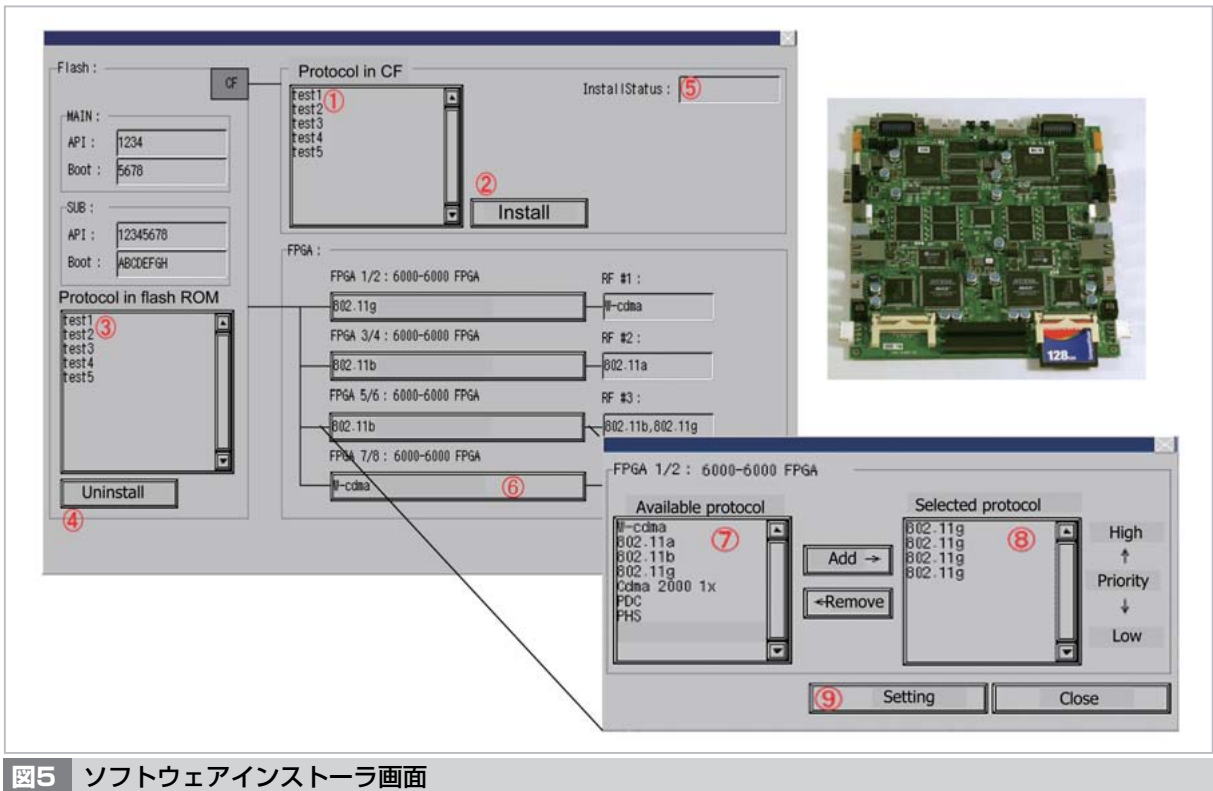 Flash :
CF
MAIN :
API : 1234
Boot : 5678
SUB :
API : 12345678
Boot : ABCDEFGH
Protocol in flash ROM
test1 ③
test2
test3
test4
test5
Uninstall
④
Protocol in CF
test1 ①
test2
test3
test4
test5
②
Install
InstallStatus : ⑤
FPGA :
FPGA 1/2 : 6000-6000 FPGA
RF #1 :
802.11g
W-cdma
FPGA 3/4 : 6000-6000 FPGA
RF #2 :
802.11b
802.11a
FPGA 5/6 : 6000-6000 FPGA
RF #3 :
802.11b
802.11b,802.11g
FPGA 7/8 : 6000-6000 FPGA
W-cdma ⑥
128
FPGA 1/2 : 6000-6000 FPGA
Available protocol
W-cdma ⑦
802.11a
802.11b
802.11g
Cdma 2000 1x
PDC
PHS
Add →
←Remove
Selected protocol
802.11g ⑧
802.11g
802.11g
802.11g
High
↑
Priority
↓
Low
⑨ Setting
Close
図5 ソフトウェアインストーラ画面